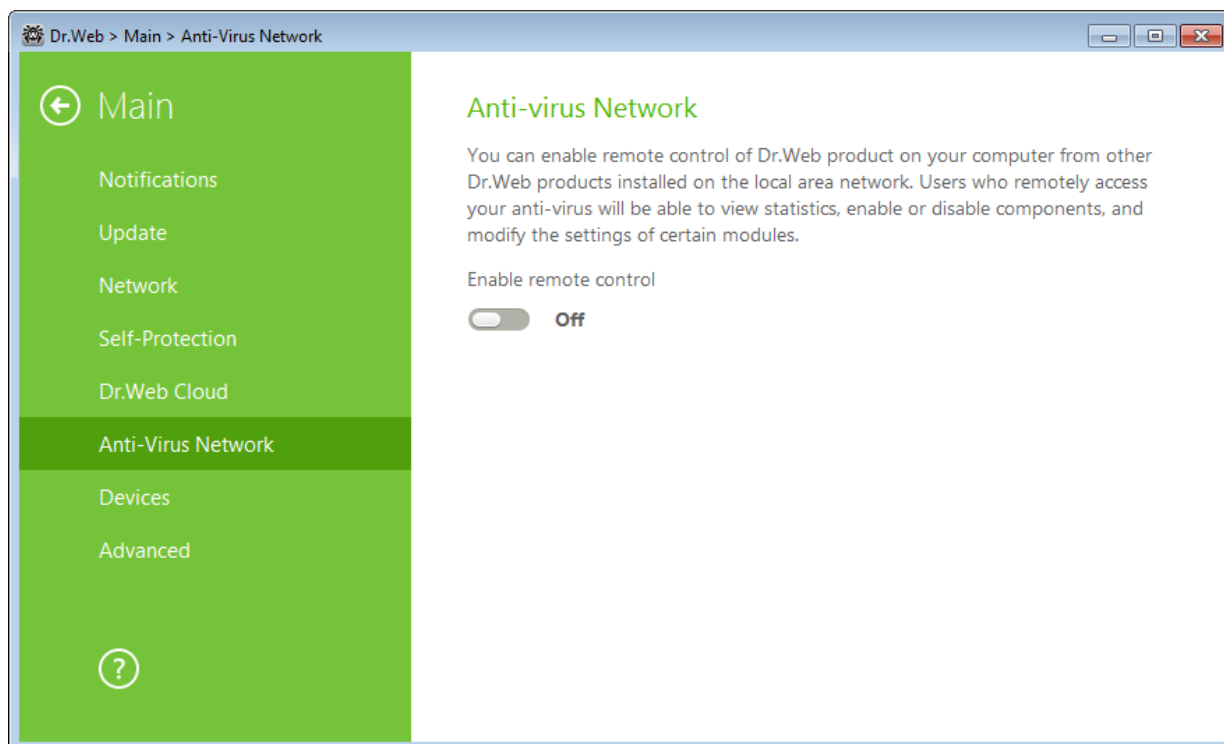 Dr.Web > Main > Anti-Virus Network
Main
Notifications
Update
Network
Self-Protection
Dr.Web Cloud
Anti-Virus Network
Devices
Advanced
?
Anti-virus Network
You can enable remote control of Dr.Web product on your computer from other
Dr.Web products installed on the local area network. Users who remotely access
your anti-virus will be able to view statistics, enable or disable components, and
modify the settings of certain modules.
Enable remote control
Off